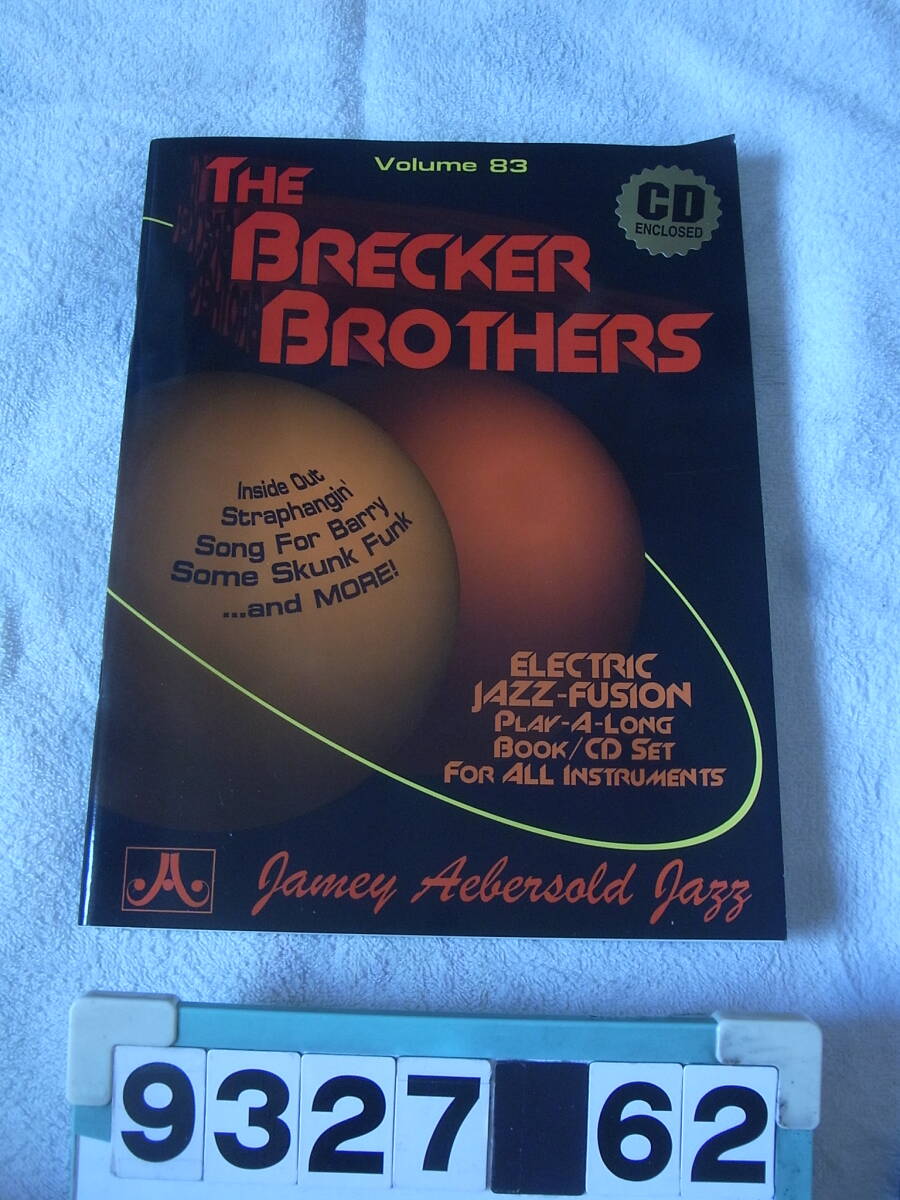 Volume 83
THE
BRECKER
BROTHERS
CD
ENCLOSED
Inside Out
Straphangin'
Song For Barry
Some Skunk Funk
...and MORE!
ELECTRIC
JAZZ-FUSION
PLAY-A-LONG
BOOK/CD SET
FOR ALL INSTRUMENTS
JA
Jamey Aebersold Jazz
9327 62